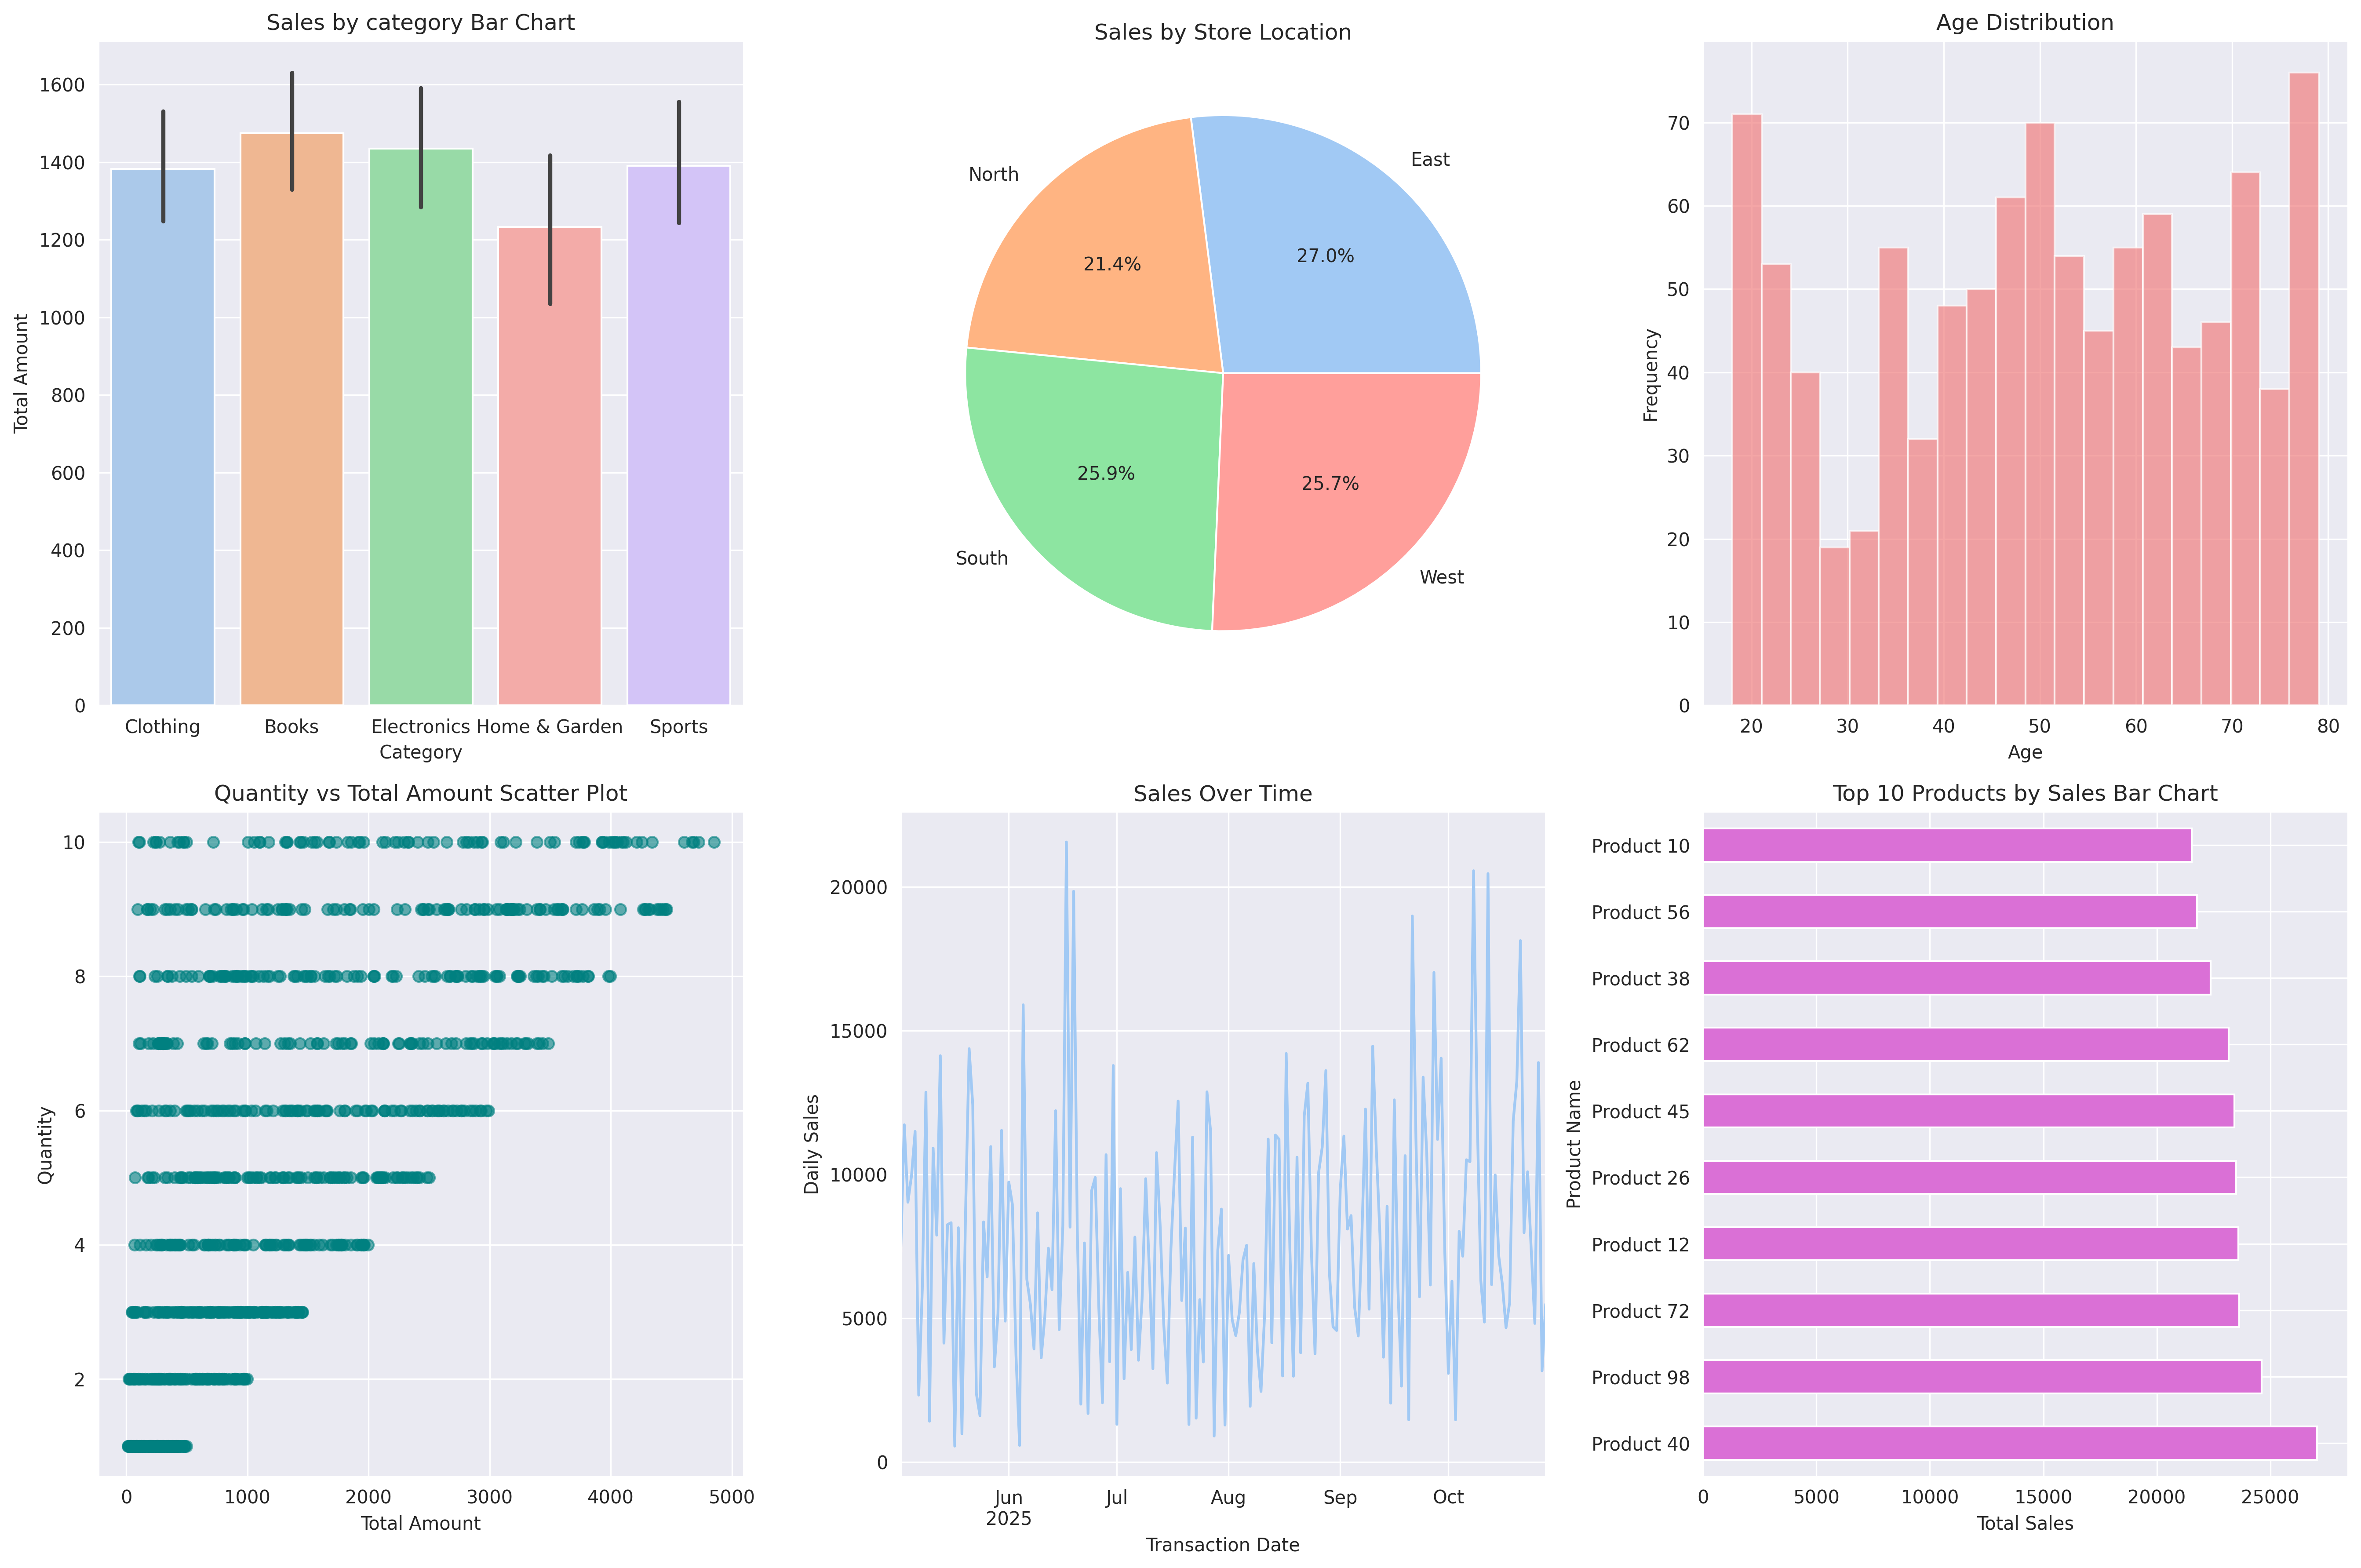 Sales by category Bar Chart
Total Amount
1600
1400
1200
1000
800
600
400
200
0
Clothing
Books
Electronics
Home & Garden
Sports
Category
Sales by Store Location
East
27.0%
North
21.4%
South
25.9%
West
25.7%
Age Distribution
Frequency
70
60
50
40
30
20
10
0
20
30
40
50
60
70
80
Age
Quantity vs Total Amount Scatter Plot
Quantity
10
8
6
4
2
0
1000
2000
3000
4000
5000
Total Amount
Sales Over Time
Daily Sales
20000
15000
10000
5000
0
Jun
2025
Jul
Aug
Sep
Oct
Transaction Date
Top 10 Products by Sales Bar Chart
Product Name
Product 10
Product 56
Product 38
Product 62
Product 45
Product 26
Product 12
Product 72
Product 98
Product 40
0
5000
10000
15000
20000
25000
Total Sales